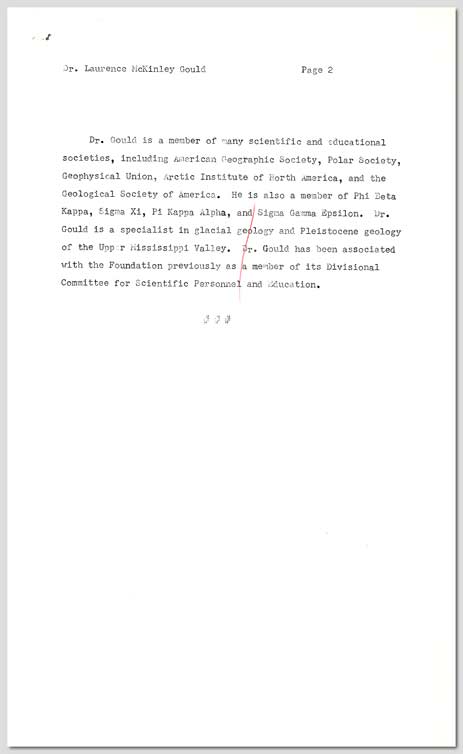 Dr. Laurence McKinley Gould Page 2
Dr. Gould is a member of many scientific and educational
societies, including American Geographic Society, Polar Society,
Geophysical Union, Arctic Institute of North America, and the
Geological Society of America. He is also a member of Phi Beta
Kappa, Sigma Xi, Pi Kappa Alpha, and Sigma Gamma Epsilon. Dr.
Gould is a specialist in glacial geology and Pleistocene geology
of the Upper Mississippi Valley. Dr. Gould has been associated
with the Foundation previously as a member of its Divisional
Committee for Scientific Personnel and Education.
# # #